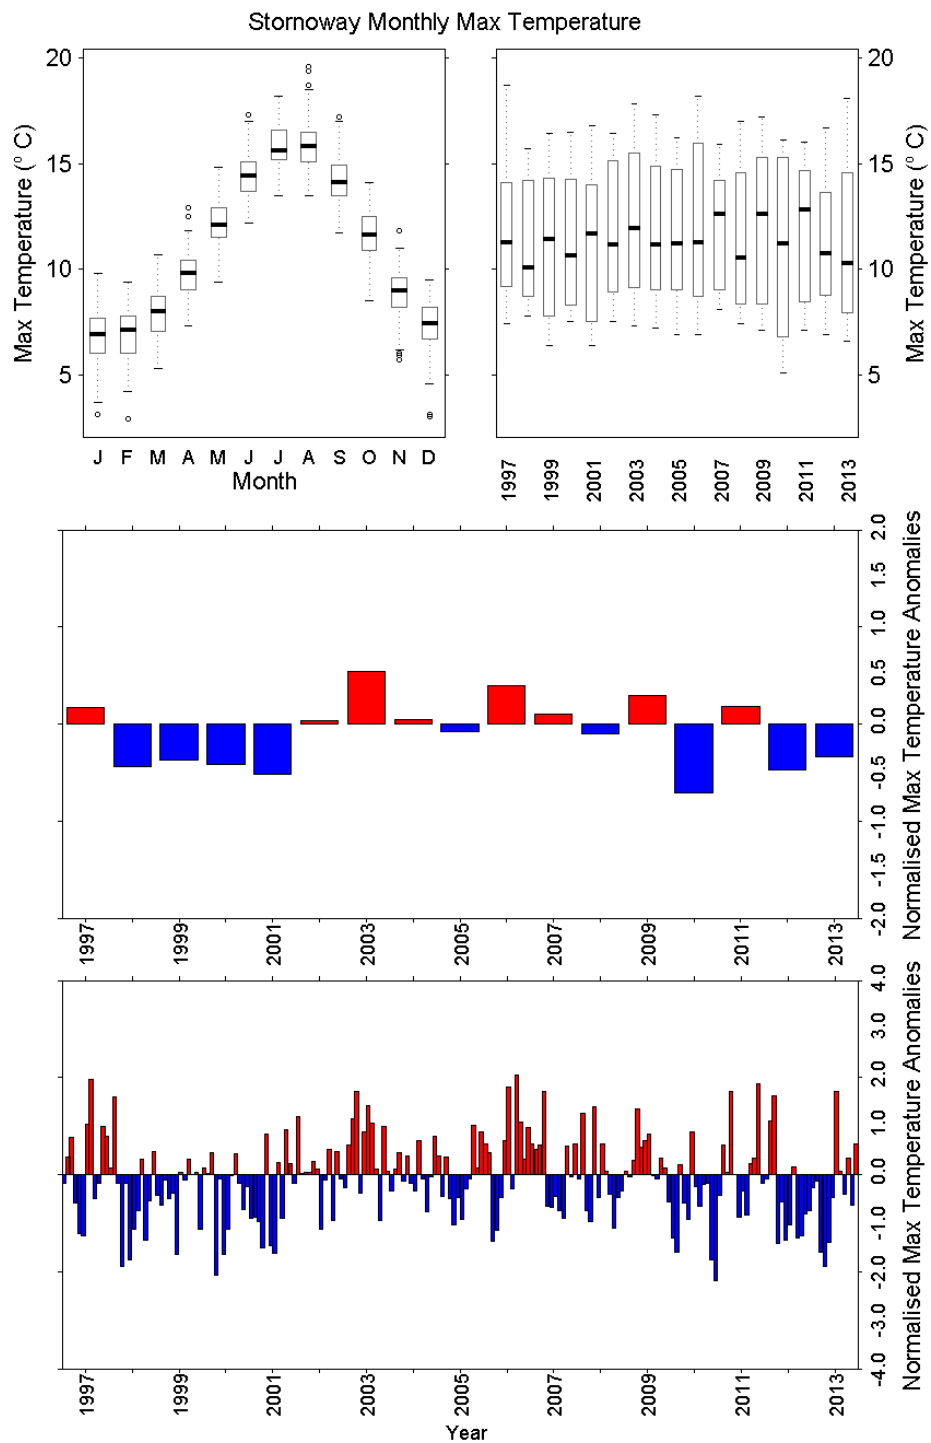 Stornoway Monthly Max Temperature
Max Temperature (° C)
20
15
10
5
J F M A M J J A S O N D
Month
20
15
10
5
Max Temperature (° C)
1997 1999 2001 2003 2005 2007 2009 2011 2013
2.0
1.5
1.0
0.5
0.0
-0.5
-1.0
-1.5
-2.0
Normalised Max Temperature Anomalies
1997 1999 2001 2003 2005 2007 2009 2011 2013
4.0
3.0
2.0
1.0
0.0
-1.0
-2.0
-3.0
-4.0
Normalised Max Temperature Anomalies
1997 1999 2001 2003 2005 2007 2009 2011 2013
Year